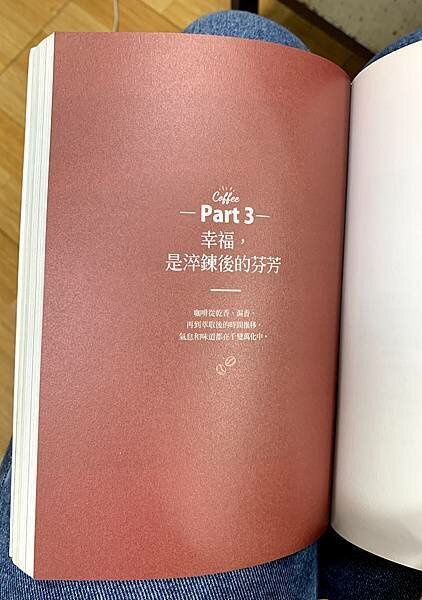 Coffee
Part 3
幸福，
是淬鍊後的芬芳
咖啡從乾香、濕香，
再到萃取後的時間推移，
氣息和味道都在千變萬化中。